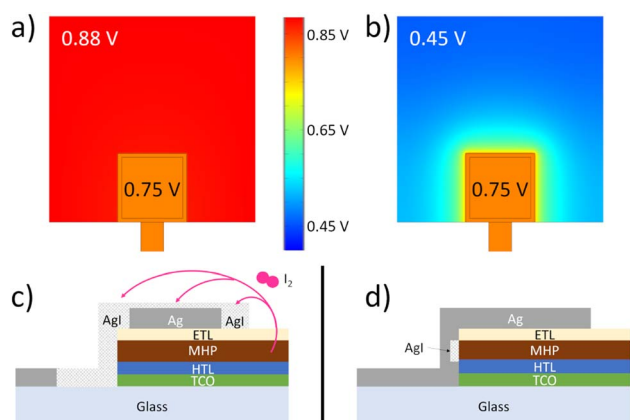 a)
0.88 V
0.75 V
0.85 V
0.65 V
0.45 V
b)
0.45 V
0.75 V
c)
I2
AgI
Ag
AgI
ETL
MHP
HTL
TCO
Glass
d)
Ag
AgI
ETL
MHP
HTL
TCO
Glass